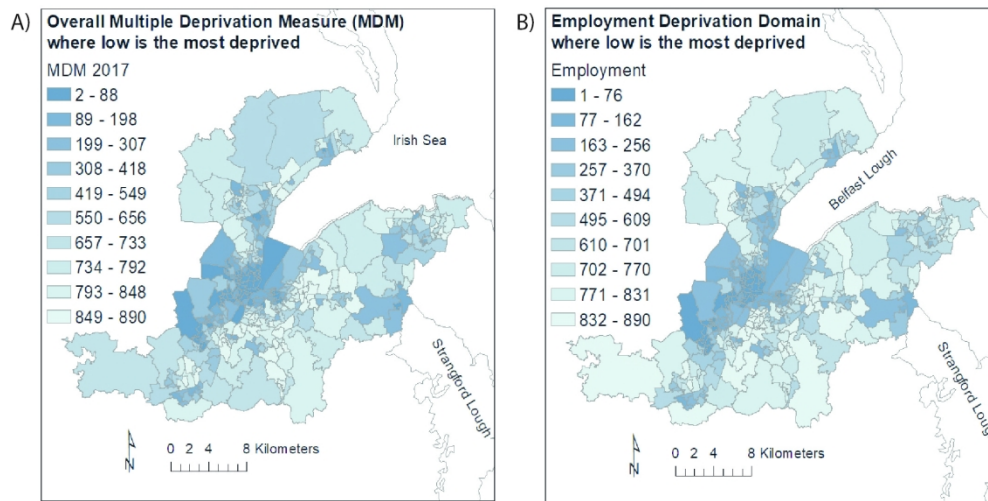 A)
Overall Multiple Deprivation Measure (MDM)
where low is the most deprived
MDM 2017
2 - 88
89 - 198
199 - 307
308 - 418
419 - 549
550 - 656
657 - 733
734 - 792
793 - 848
849 - 890
Irish Sea
Strangford Lough
N
0 2 4 8 Kilometers
B)
Employment Deprivation Domain
where low is the most deprived
Employment
1 - 76
77 - 162
163 - 256
257 - 370
371 - 494
495 - 609
610 - 701
702 - 770
771 - 831
832 - 890
Belfast Lough
Strangford Lough
N
0 2 4 8 Kilometers